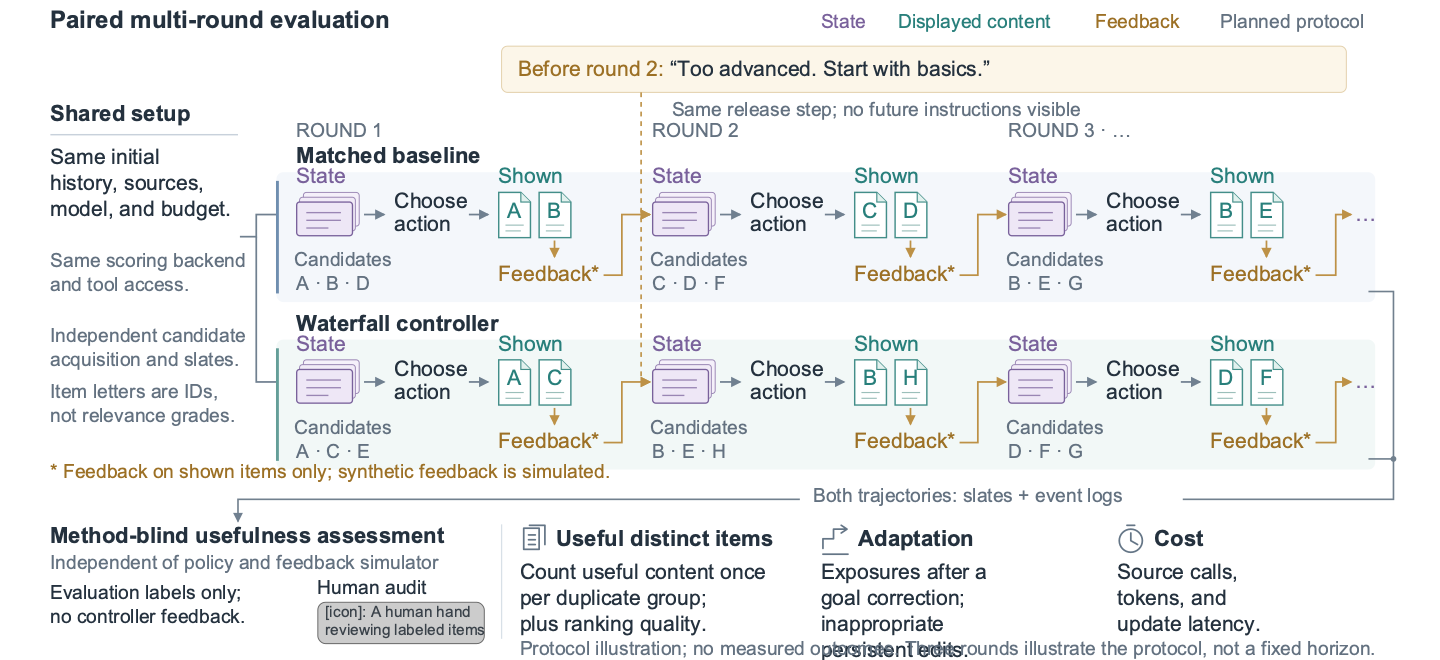 Paired multi-round evaluation
State
Displayed content
Feedback
Planned protocol
Before round 2: “Too advanced. Start with basics.”
Same release step; no future instructions visible
Shared setup
Same initial
history, sources,
model, and budget.
Same scoring backend
and tool access.
Independent candidate
acquisition and slates.
Item letters are IDs,
not relevance grades.
ROUND 1
ROUND 2
ROUND 3 · …
Matched baseline
State
Choose
action
Shown
A
B
Candidates
A · B · D
Feedback*
State
Choose
action
Shown
C
D
Candidates
C · D · F
Feedback*
State
Choose
action
Shown
B
E
Candidates
B · E · G
Feedback*
…
Waterfall controller
State
Choose
action
Shown
A
C
Candidates
A · C · E
Feedback*
State
Choose
action
Shown
B
H
Candidates
B · E · H
Feedback*
State
Choose
action
Shown
D
F
Candidates
D · F · G
Feedback*
…
* Feedback on shown items only; synthetic feedback is simulated.
Both trajectories: slates + event logs
Method-blind usefulness assessment
Independent of policy and feedback simulator
Evaluation labels only;
no controller feedback.
Human audit
[icon]: A human hand
reviewing labeled items
Useful distinct items
Count useful content once
per duplicate group;
plus ranking quality.
Adaptation
Exposures after a
goal correction;
inappropriate
persistent edits.
Cost
Source calls,
tokens, and
update latency.
Protocol illustration; no measured outcomes. Three rounds illustrate the protocol, not a fixed horizon.